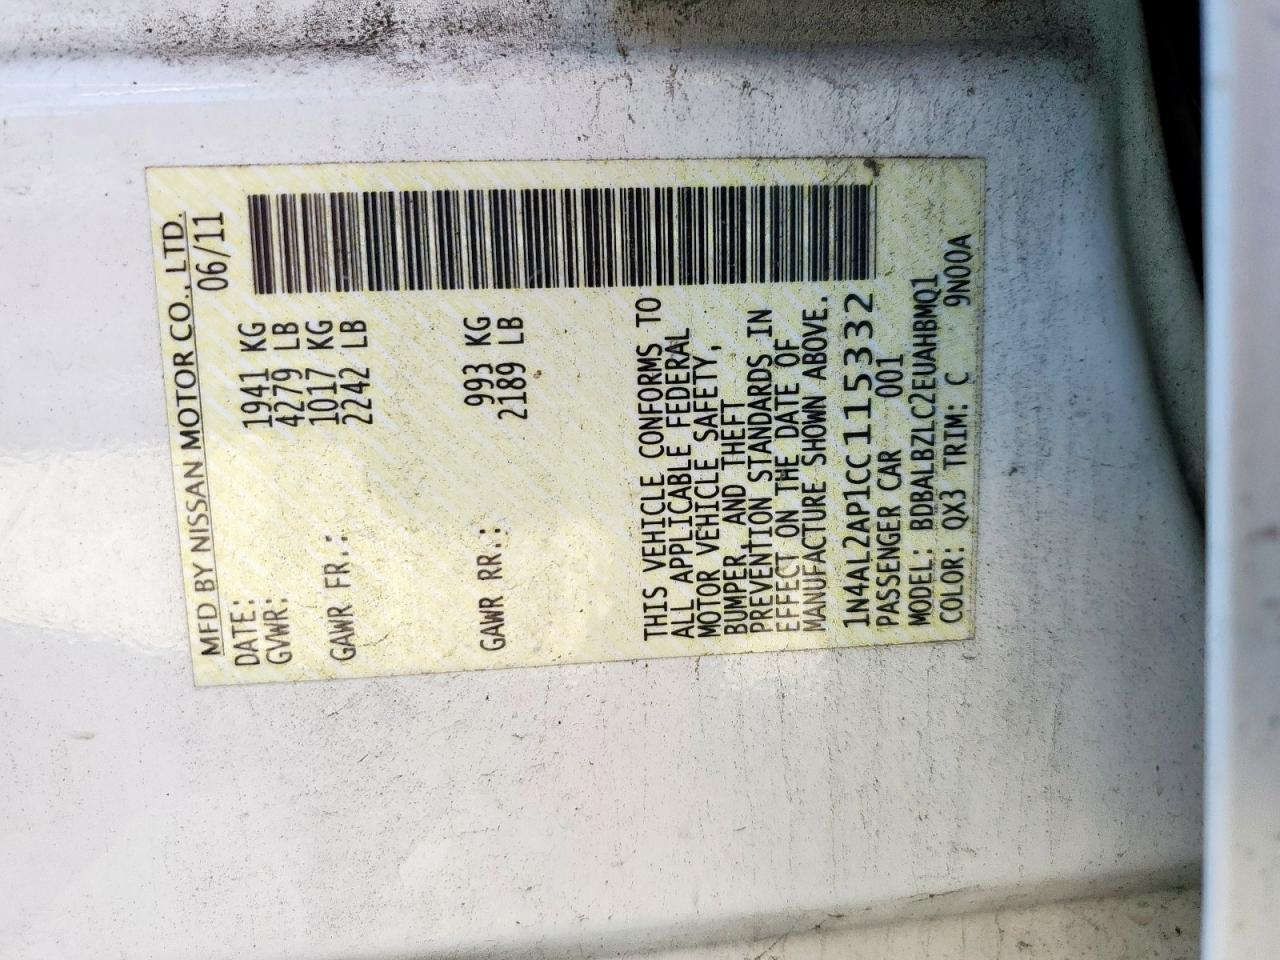 MFD BY NISSAN MOTOR CO., LTD.
DATE: 06/11
GVWR: 1941 KG
4279 LB
GAWR FR.: 1017 KG
2242 LB
GAWR RR.: 993 KG
2189 LB
THIS VEHICLE CONFORMS TO
ALL APPLICABLE FEDERAL
MOTOR VEHICLE SAFETY,
BUMPER, AND THEFT
PREVENTION STANDARDS IN
EFFECT ON THE DATE OF
MANUFACTURE SHOWN ABOVE.
1N4AL2AP1CC115332
PASSENGER CAR 001
MODEL: BDBALBZLC2EUAHBMQ1
COLOR: QX3 TRIM: C 9N00A